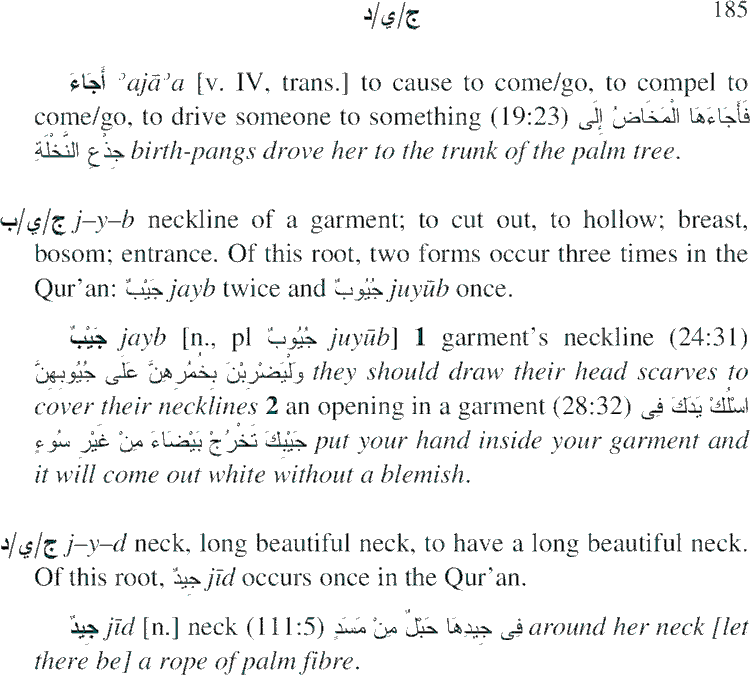 ج/ي/د 185
أَجَاءَ ʾajāʾa [v. IV, trans.] to cause to come/go, to compel to
come/go, to drive someone to something (19:23) فَأَجَاءَهَا الْمَخَاضُ إِلَى
جِذْعِ النَّخْلَةِ birth-pangs drove her to the trunk of the palm tree.
ج/ي/ب j–y–b neckline of a garment; to cut out, to hollow; breast,
bosom; entrance. Of this root, two forms occur three times in the
Qur’an: جَيْبٌ jayb twice and جُيُوبٌ juyūb once.
جَيْبٌ jayb [n., pl جُيُوبٌ juyūb] 1 garment’s neckline (24:31)
وَلْيَضْرِبْنَ بِخُمُرِهِنَّ عَلَى جُيُوبِهِنَّ they should draw their head scarves to
cover their necklines 2 an opening in a garment (28:32) اسْلُكْ يَدَكَ فِى
جَيْبِكَ تَخْرُجْ بَيْضَاءَ مِنْ غَيْرِ سُوءٍ put your hand inside your garment and
it will come out white without a blemish.
ج/ي/د j–y–d neck, long beautiful neck, to have a long beautiful neck.
Of this root, جِيدٌ jīd occurs once in the Qur’an.
جِيدٌ jīd [n.] neck (111:5) فِى جِيدِهَا حَبْلٌ مِنْ مَسَدٍ around her neck [let
there be] a rope of palm fibre.